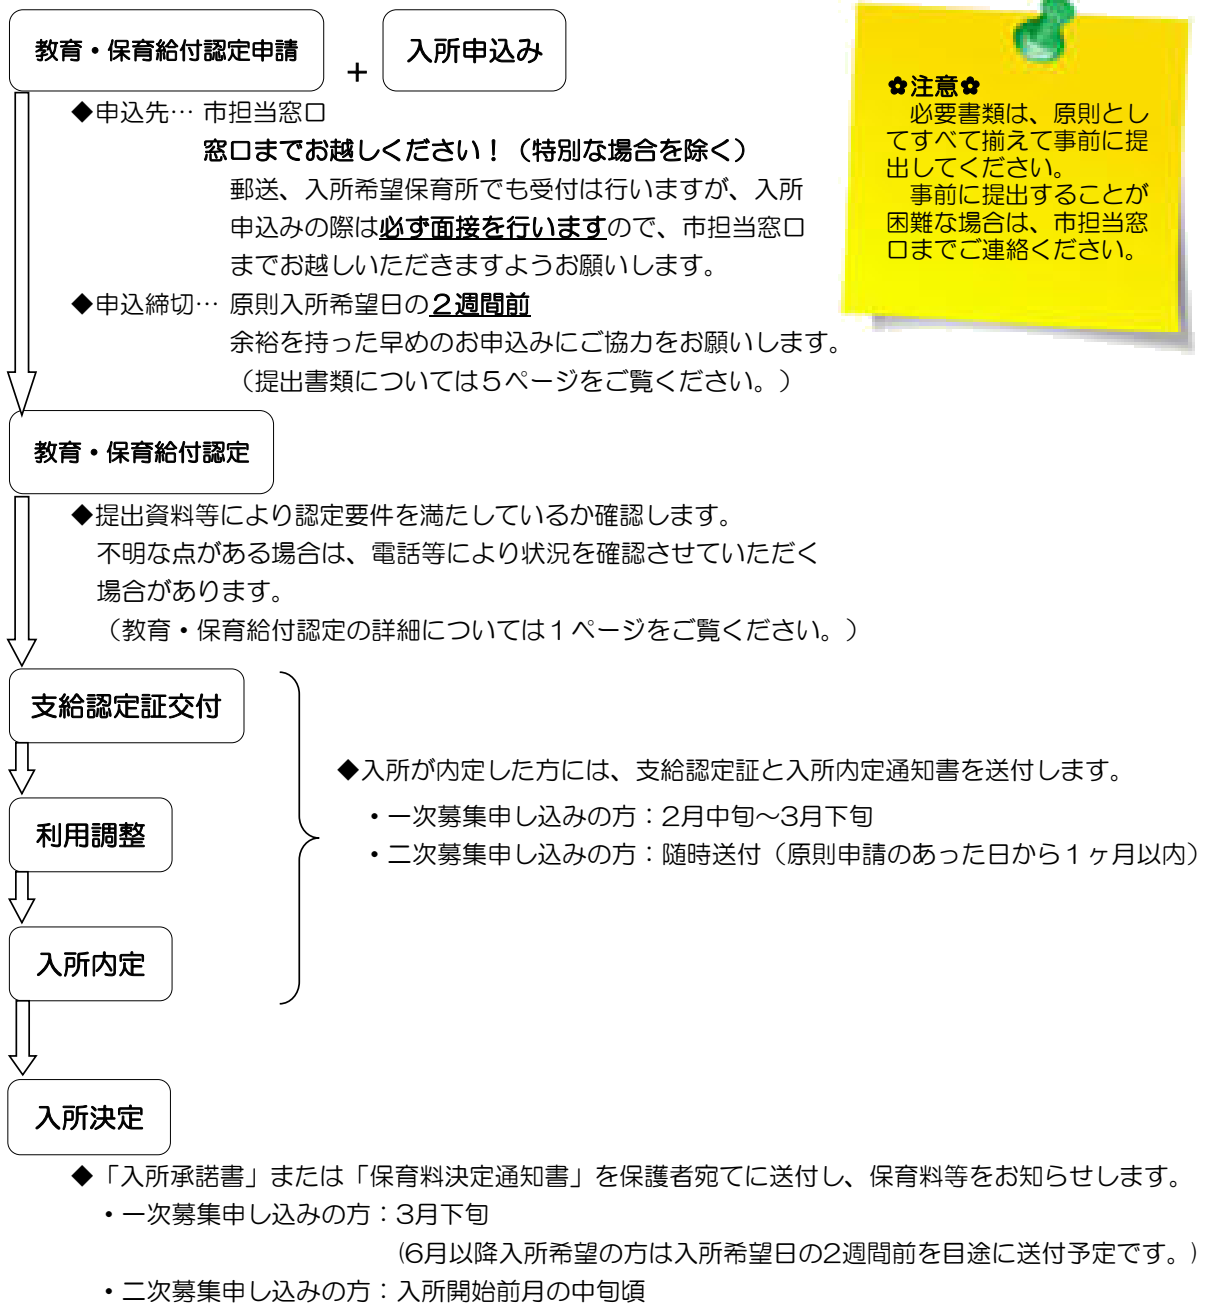 教育・保育給付認定申請
＋
入所申込み
◆申込先… 市担当窓口
窓口までお越しください！（特別な場合を除く）
郵送、入所希望保育所でも受付は行いますが、入所
申込みの際は必ず面接を行いますので、市担当窓口
までお越しいただきますようお願いします。
◆申込締切… 原則入所希望日の２週間前
余裕を持った早めのお申込みにご協力をお願いします。
（提出書類については５ページをご覧ください。）
✿注意✿
必要書類は、原則とし
てすべて揃えて事前に提
出してください。
事前に提出することが
困難な場合は、市担当窓
口までご連絡ください。
教育・保育給付認定
◆提出資料等により認定要件を満たしているか確認します。
不明な点がある場合は、電話等により状況を確認させていただく
場合があります。
（教育・保育給付認定の詳細については１ページをご覧ください。）
支給認定証交付
利用調整
入所内定
◆入所が内定した方には、支給認定証と入所内定通知書を送付します。
・一次募集申し込みの方：2月中旬～3月下旬
・二次募集申し込みの方：随時送付（原則申請のあった日から１ヶ月以内）
入所決定
◆「入所承諾書」または「保育料決定通知書」を保護者宛てに送付し、保育料等をお知らせします。
・一次募集申し込みの方：3月下旬
(6月以降入所希望の方は入所希望日の2週間前を目途に送付予定です。)
・二次募集申し込みの方：入所開始前月の中旬頃